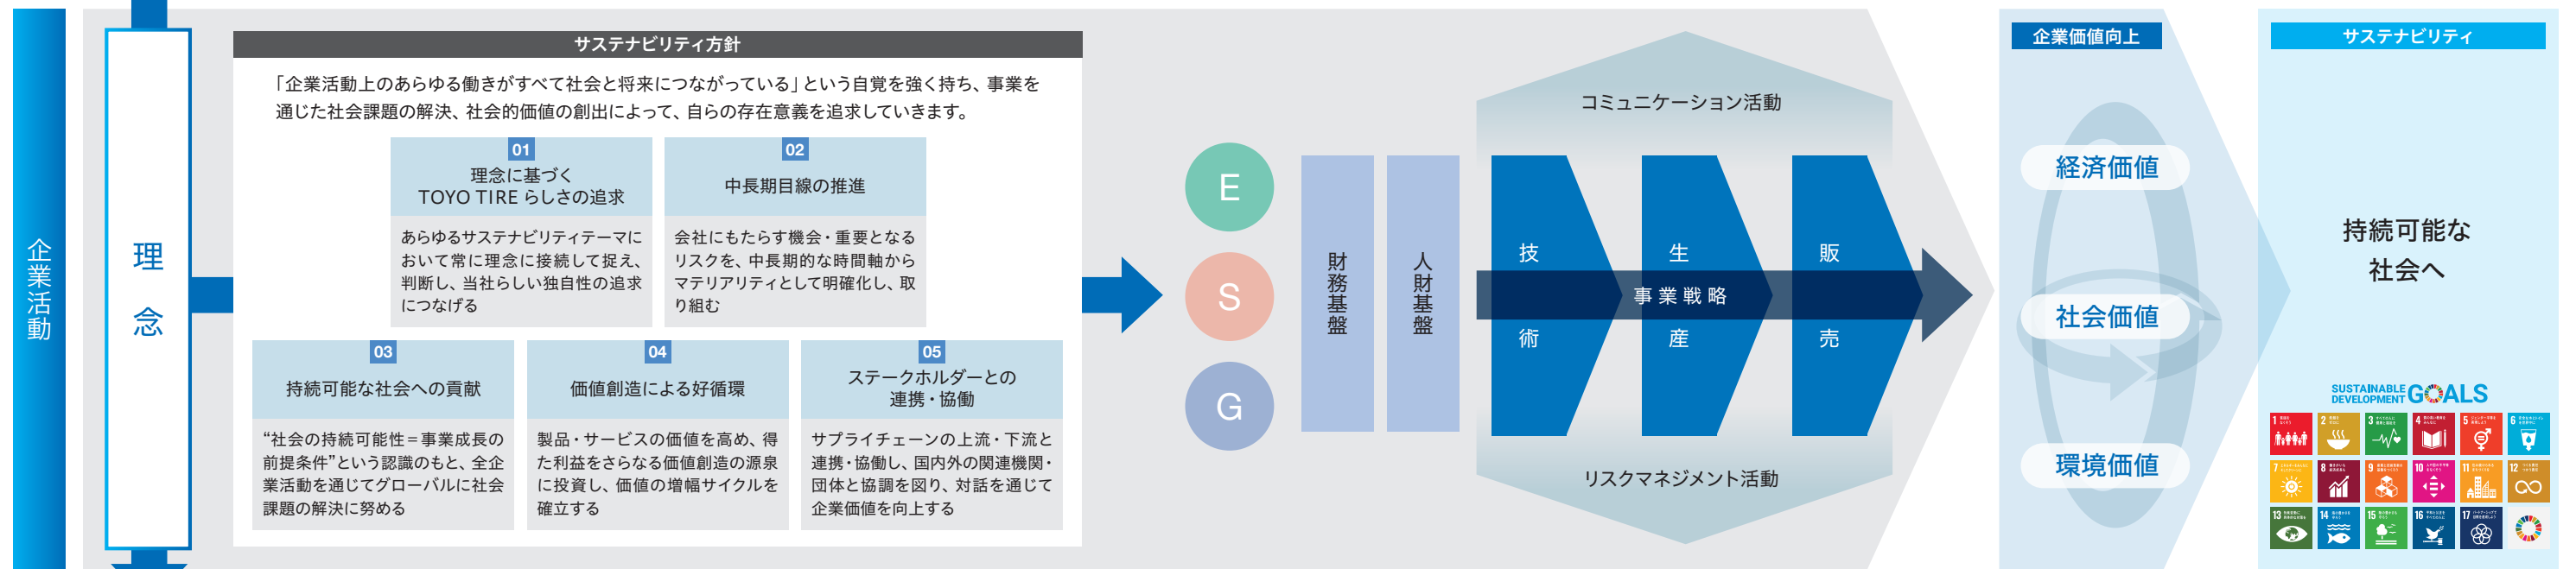 企業活動
理念
サステナビリティ方針
「企業活動上のあらゆる働きがすべて社会と将来につながっている」という自覚を強く持ち、事業を
通じた社会課題の解決、社会的価値の創出によって、自らの存在意義を追求していきます。
01
理念に基づく
TOYO TIRE らしさの追求
あらゆるサステナビリティテーマに
おいて常に理念に接続して捉え、
判断し、当社らしい独自性の追求
につなげる
02
中長期目線の推進
会社にもたらす機会・重要となる
リスクを、中長期的な時間軸から
マテリアリティとして明確化し、取
り組む
03
持続可能な社会への貢献
“社会の持続可能性＝事業成長の
前提条件”という認識のもと、全企
業活動を通じてグローバルに社会
課題の解決に努める
04
価値創造による好循環
製品・サービスの価値を高め、得
た利益をさらなる価値創造の源泉
に投資し、価値の増幅サイクルを
確立する
05
ステークホルダーとの
連携・協働
サプライチェーンの上流・下流と
連携・協働し、国内外の関連機関・
団体と協調を図り、対話を通じて
企業価値を向上する
E
S
G
財務基盤
人財基盤
コミュニケーション活動
技術
生産
販売
事業戦略
リスクマネジメント活動
企業価値向上
経済価値
社会価値
環境価値
サステナビリティ
持続可能な
社会へ
SUSTAINABLE
DEVELOPMENT
GOALS
1
2
3
4
5
6
7
8
9
10
11
12
13
14
15
16
17